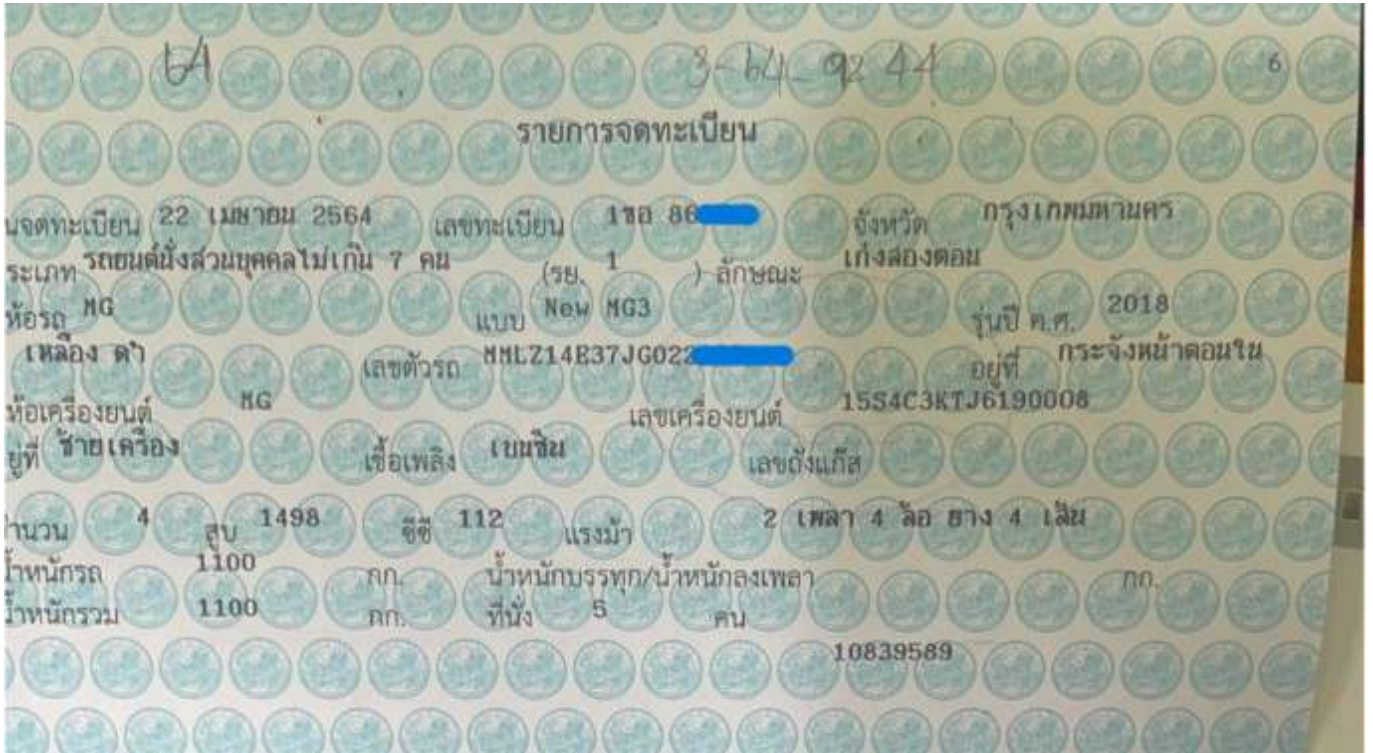 64 3-64-9244 6
รายการจดทะเบียน
นจดทะเบียน 22 เมษายน 2564 เลขทะเบียน 1ขอ 86 จังหวัด กรุงเทพมหานคร
ระเภท รถยนต์นั่งส่วนบุคคลไม่เกิน 7 คน (รย. 1 ) ลักษณะ เก๋งสองตอน
ห้อรถ MG แบบ New MG3 รุ่นปี ค.ศ. 2018
เหลือง ดำ เลขตัวรถ MMLZ14E37JG022 อยู่ที่ กระจังหน้าตอนใน
ห้อเครื่องยนต์ MG เลขเครื่องยนต์ 15S4C3KTJ6190008
ยู่ที่ ซ้ายเครื่อง เชื้อเพลิง เบนซิน เลขถังแก๊ส
ำนวน 4 สูบ 1498 ซีซี 112 แรงม้า 2 เพลา 4 ล้อ ยาง 4 เส้น
น้ำหนักรถ 1100 กก. น้ำหนักบรรทุก/น้ำหนักลงเพลา กก.
น้ำหนักรวม 1100 กก. ที่นั่ง 5 คน
10839589